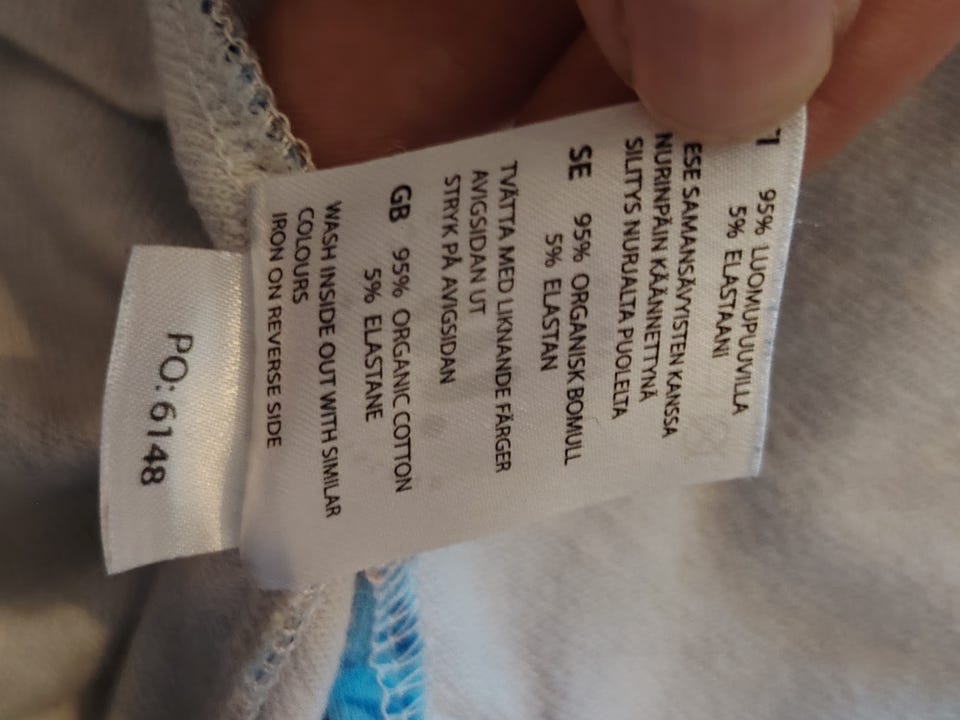 95% LUOMUPUUVILLA
5% ELASTAANI
ESE SAMANSÄVYISTEN KANSSA
NURINPÄIN KÄÄNNETTYNÄ
SILITYS NURJALTA PUOLELTA
SE 95% ORGANISK BOMULL
5% ELASTAN
TVÄTTA MED LIKNANDE FÄRGER
AVIGSIDAN UT
STRYK PÅ AVIGSIDAN
GB 95% ORGANIC COTTON
5% ELASTANE
WASH INSIDE OUT WITH SIMILAR
COLOURS
IRON ON REVERSE SIDE
PO: 6148